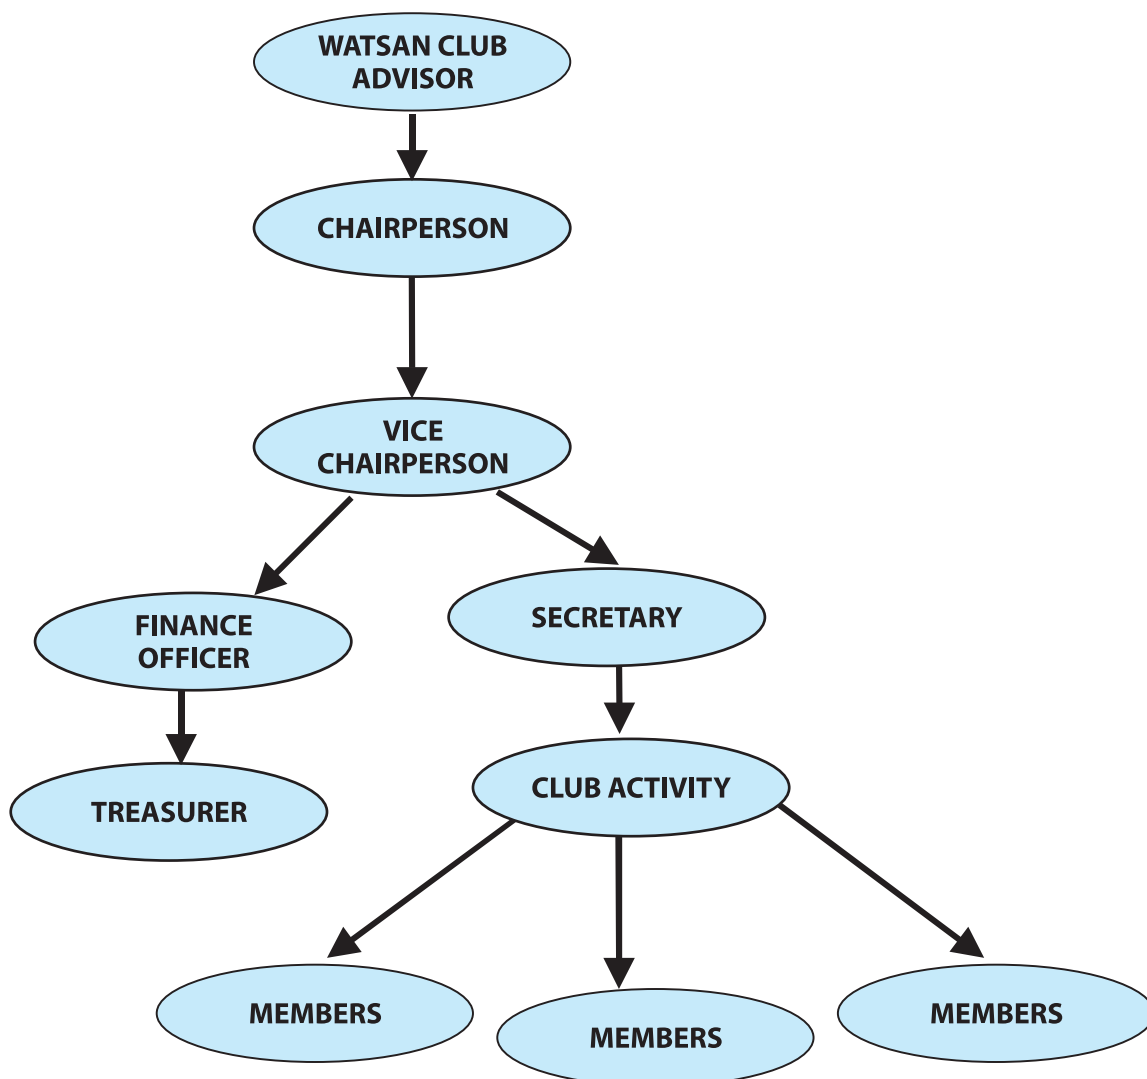 WATSAN CLUB
ADVISOR
CHAIRPERSON
VICE
CHAIRPERSON
FINANCE
OFFICER
SECRETARY
TREASURER
CLUB ACTIVITY
MEMBERS
MEMBERS
MEMBERS